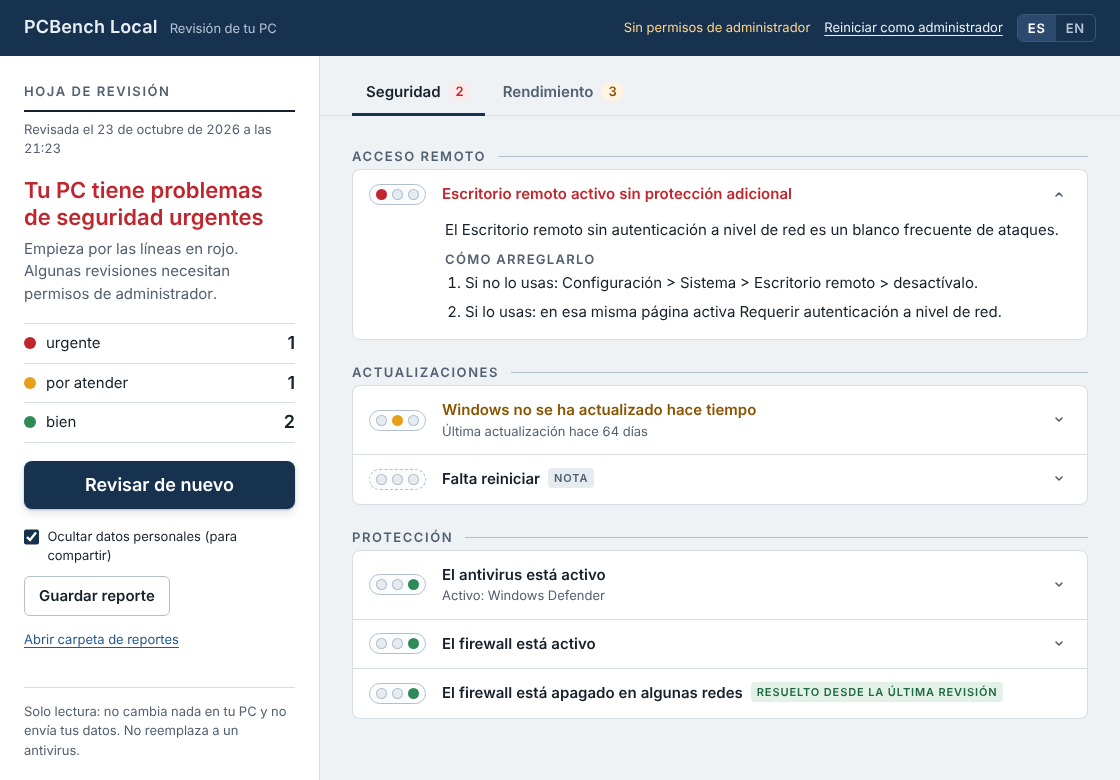 PCBench Local
Revisión de tu PC
Sin permisos de administrador
Reiniciar como administrador
ES
EN
HOJA DE REVISIÓN
Revisada el 23 de octubre de 2026 a las
21:23
Tu PC tiene problemas
de seguridad urgentes
Empieza por las líneas en rojo.
Algunas revisiones necesitan
permisos de administrador.
urgente 1
por atender 1
bien 2
Revisar de nuevo
Ocultar datos personales (para
compartir)
Guardar reporte
Abrir carpeta de reportes
Solo lectura: no cambia nada en tu PC y no
envía tus datos. No reemplaza a un
antivirus.
Seguridad 2
Rendimiento 3
ACCESO REMOTO
Escritorio remoto activo sin protección adicional
El Escritorio remoto sin autenticación a nivel de red es un blanco frecuente de ataques.
CÓMO ARREGLARLO
1. Si no lo usas: Configuración > Sistema > Escritorio remoto > desactívalo.
2. Si lo usas: en esa misma página activa Requerir autenticación a nivel de red.
ACTUALIZACIONES
Windows no se ha actualizado hace tiempo
Última actualización hace 64 días
Falta reiniciar NOTA
PROTECCIÓN
El antivirus está activo
Activo: Windows Defender
El firewall está activo
El firewall está apagado en algunas redes RESUELTO DESDE LA ÚLTIMA REVISIÓN